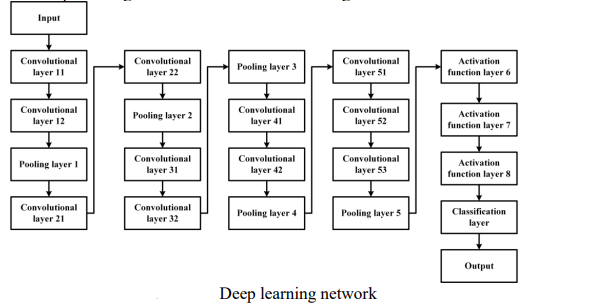 Input
Convolutional
layer 11
Convolutional
layer 12
Pooling layer 1
Convolutional
layer 21
Convolutional
layer 22
Pooling layer 2
Convolutional
layer 31
Convolutional
layer 32
Pooling layer 3
Convolutional
layer 41
Convolutional
layer 42
Pooling layer 4
Convolutional
layer 51
Convolutional
layer 52
Convolutional
layer 53
Pooling layer 5
Activation
function layer 6
Activation
function layer 7
Activation
function layer 8
Classification
layer
Output
Deep learning network